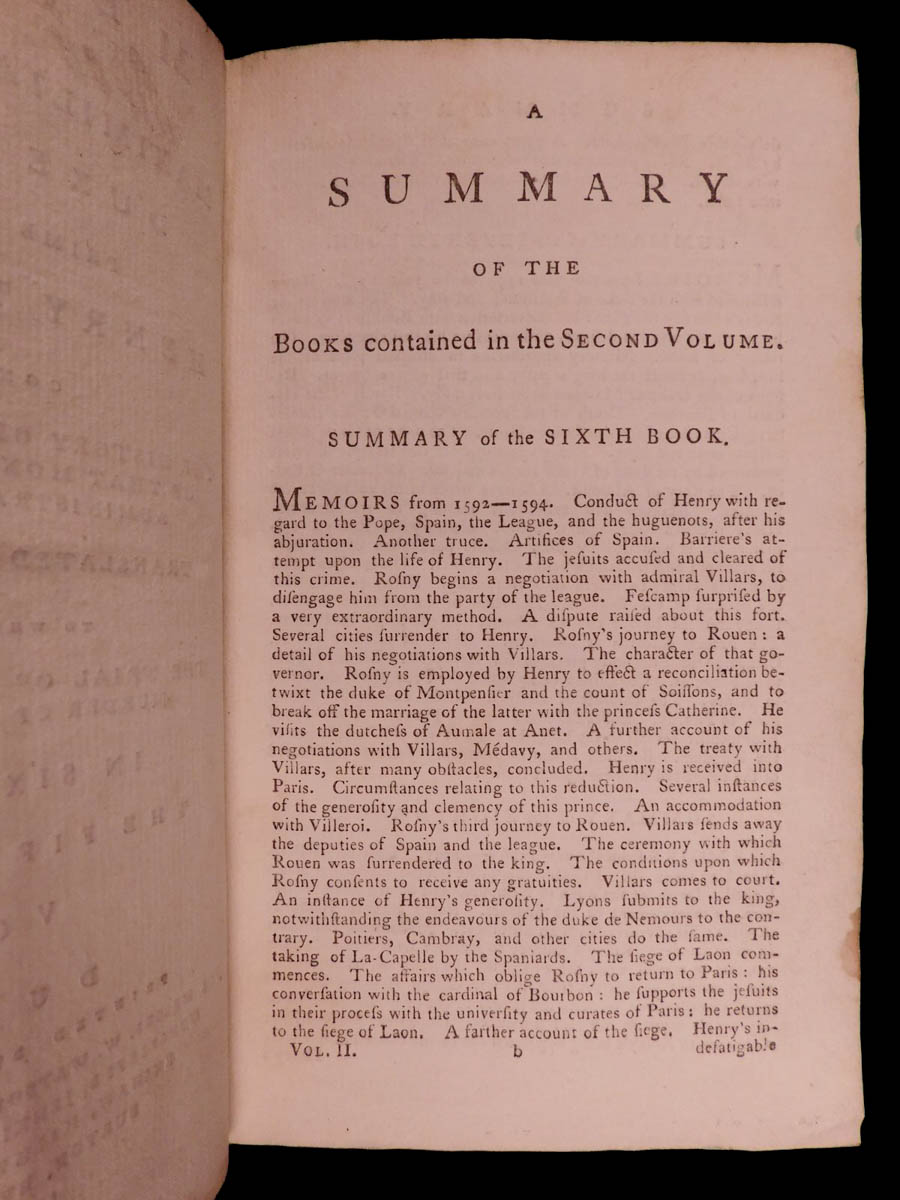 A
SUMMARY
OF THE
BOOKS contained in the SECOND VOLUME.
SUMMARY of the SIXTH BOOK.
MEMOIRS from 1592—1594. Conduct of Henry with re-
gard to the Pope, Spain, the League, and the huguenots, after his
abjuration. Another truce. Artifices of Spain. Barriere's at-
tempt upon the life of Henry. The jeſuits accuſed and cleared of
this crime. Roſny begins a negotiation with admiral Villars, to
diſengage him from the party of the league. Feſcamp ſurpriſed by
a very extraordinary method. A diſpute raiſed about this fort.
Several cities ſurrender to Henry. Roſny's journey to Rouen : a
detail of his negotiations with Villars. The character of that go-
vernor. Roſny is employed by Henry to effect a reconciliation be-
twixt the duke of Montpenſier and the count of Soiſſons, and to
break off the marriage of the latter with the princeſs Catherine. He
viſits the dutcheſs of Aumale at Anet. A further account of his
negotiations with Villars, Médavy, and others. The treaty with
Villars, after many obſtacles, concluded. Henry is received into
Paris. Circumſtances relating to this reduction. Several inſtances
of the generoſity and clemency of this prince. An accommodation
with Villeroi. Roſny's third journey to Rouen. Villars ſends away
the deputies of Spain and the league. The ceremony with which
Rouen was ſurrendered to the king. The conditions upon which
Roſny conſents to receive any gratuities. Villars comes to court.
An inſtance of Henry's generoſity. Lyons ſubmits to the king,
notwithſtanding the endeavours of the duke de Nemours to the con-
trary. Poitiers, Cambray, and other cities do the ſame. The
taking of La-Capelle by the Spaniards. The ſiege of Laon com-
mences. The affairs which oblige Roſny to return to Paris : his
converſation with the cardinal of Bourbon : he ſupports the jeſuits
in their proceſs with the univerſity and curates of Paris : he returns
to the ſiege of Laon. A farther account of the ſiege. Henry's in-
VOL. II. b defatigable